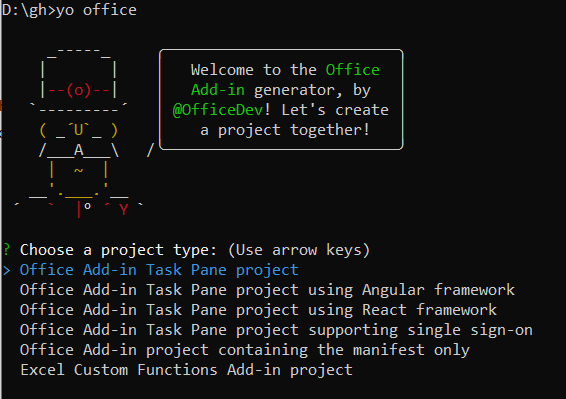 D:\gh>yo office
Welcome to the Office
Add-in generator, by
@OfficeDev! Let's create
a project together!
? Choose a project type: (Use arrow keys)
> Office Add-in Task Pane project
Office Add-in Task Pane project using Angular framework
Office Add-in Task Pane project using React framework
Office Add-in Task Pane project supporting single sign-on
Office Add-in project containing the manifest only
Excel Custom Functions Add-in project